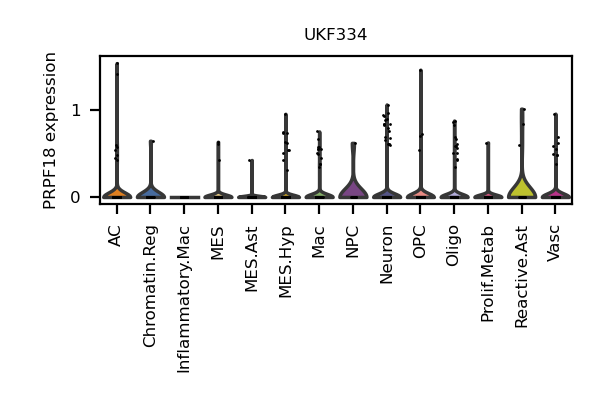 UKF334
PRPF18 expression
1
0
AC
Chromatin.Reg
Inflammatory.Mac
MES
MES.Ast
MES.Hyp
Mac
NPC
Neuron
OPC
Oligo
Prolif.Metab
Reactive.Ast
Vasc